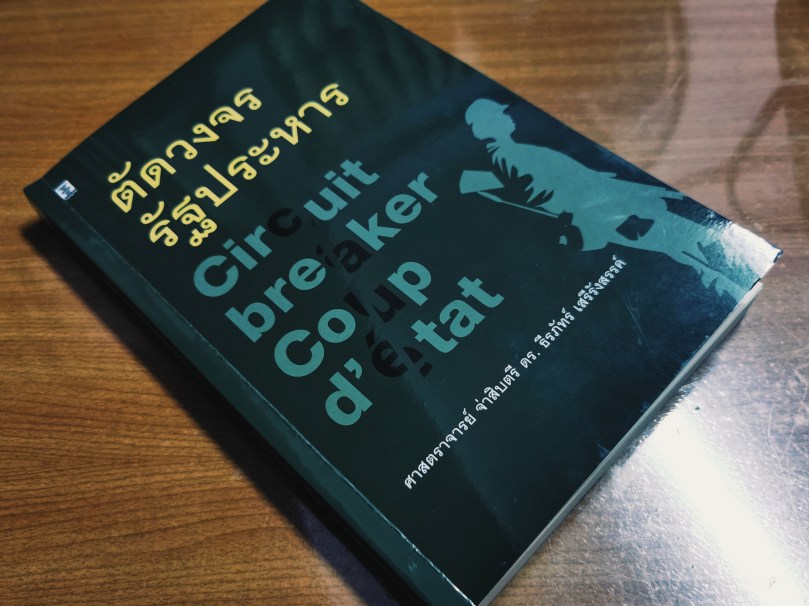 ตัดวงจร
รัฐประหาร
Circuit
breaker
Coup
d'état
ศาสตราจารย์ จ่าสิบตรี ดร. ธีรภัทร์ เสรีรังสรรค์